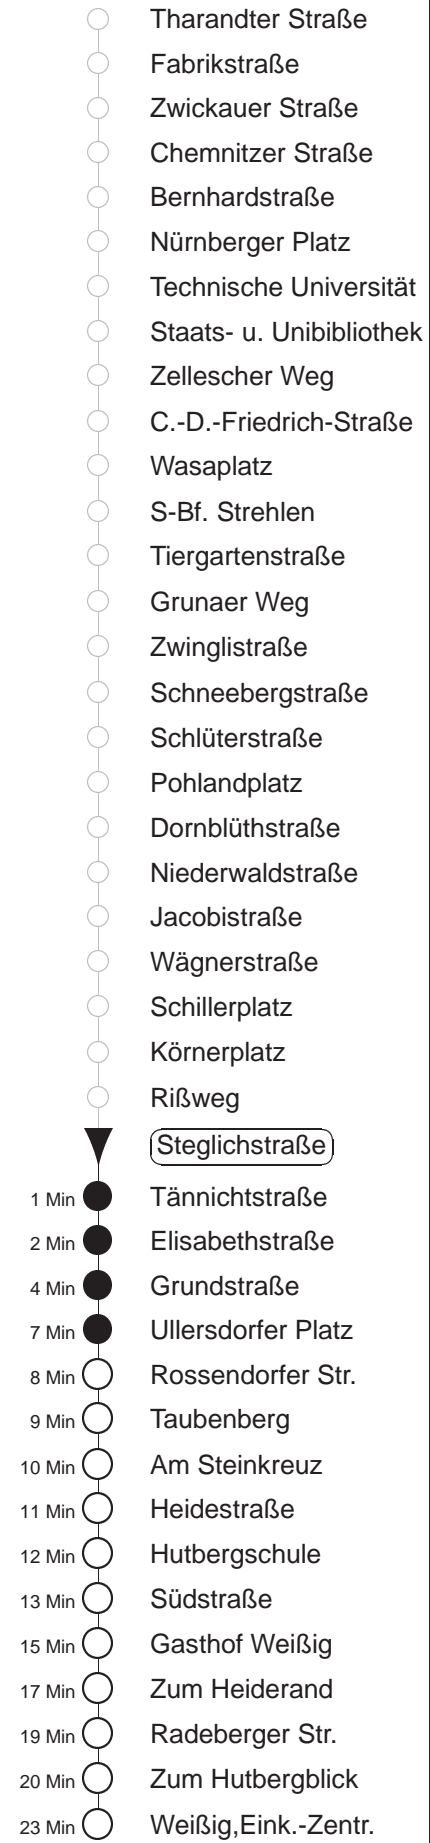 Tharandter Straße
Fabrikstraße
Zwickauer Straße
Chemnitzer Straße
Bernhardstraße
Nürnberger Platz
Technische Universität
Staats- u. Unibibliothek
Zellescher Weg
C.-D.-Friedrich-Straße
Wasaplatz
S-Bf. Strehlen
Tiergartenstraße
Grunaer Weg
Zwinglistraße
Schneebergstraße
Schlüterstraße
Pohlandplatz
Dornblüthstraße
Niederwaldstraße
Jacobistraße
Wägnerstraße
Schillerplatz
Körnerplatz
Rißweg
Steglichstraße
1 Min Tännichtstraße
2 Min Elisabethstraße
4 Min Grundstraße
7 Min Ullersdorfer Platz
8 Min Rossendorfer Str.
9 Min Taubenberg
10 Min Am Steinkreuz
11 Min Heidestraße
12 Min Hutbergschule
13 Min Südstraße
15 Min Gasthof Weißig
17 Min Zum Heiderand
19 Min Radeberger Str.
20 Min Zum Hutbergblick
23 Min Weißig,Eink.-Zentr.